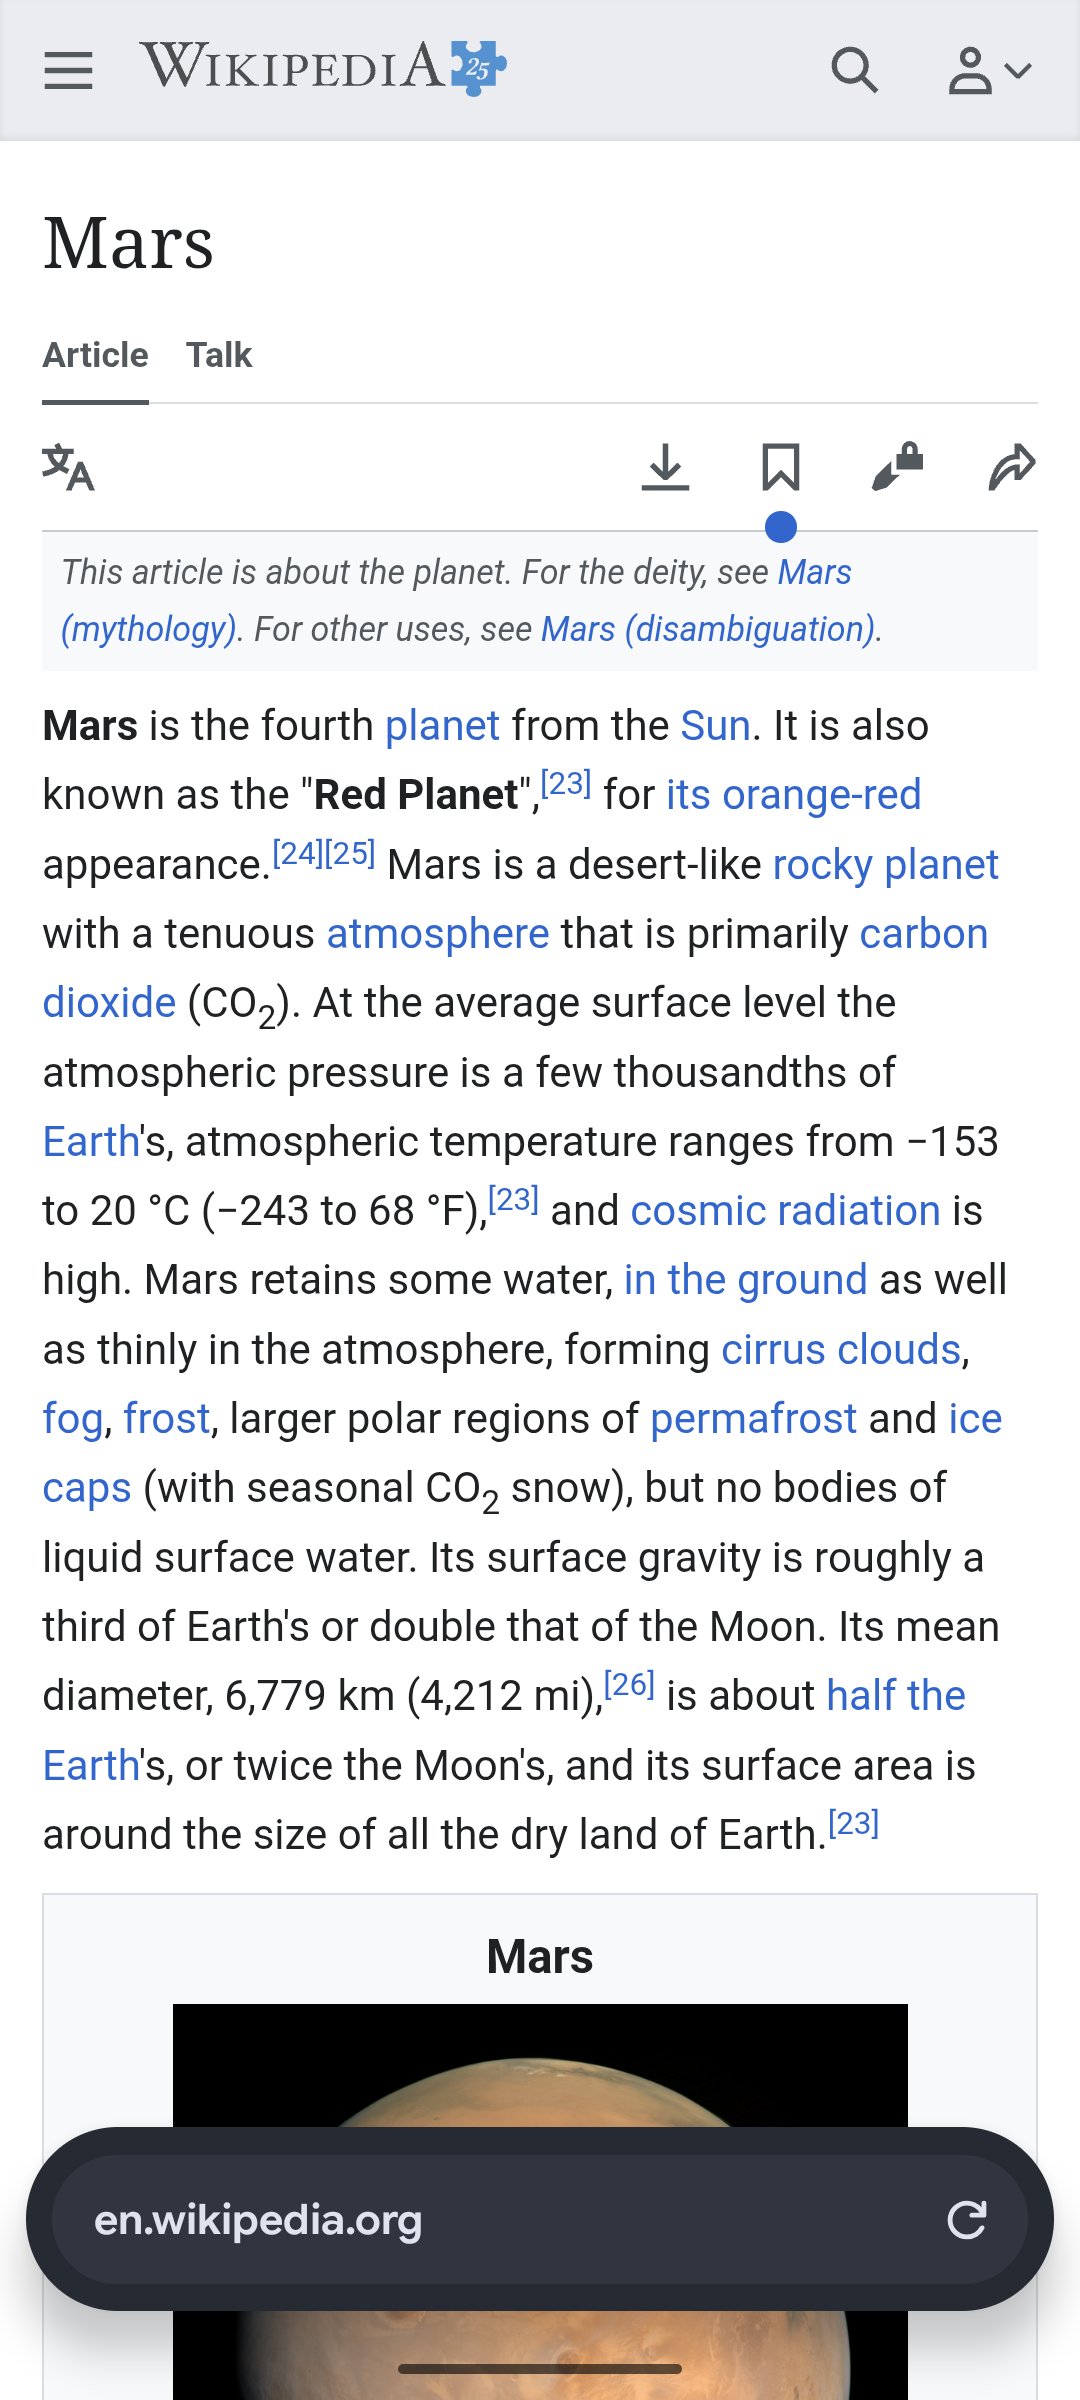 WIKIPEDIA 25
Mars
Article Talk
This article is about the planet. For the deity, see Mars
(mythology). For other uses, see Mars (disambiguation).
Mars is the fourth planet from the Sun. It is also
known as the "Red Planet",[23] for its orange-red
appearance.[24][25] Mars is a desert-like rocky planet
with a tenuous atmosphere that is primarily carbon
dioxide (CO2). At the average surface level the
atmospheric pressure is a few thousandths of
Earth's, atmospheric temperature ranges from −153
to 20 °C (−243 to 68 °F),[23] and cosmic radiation is
high. Mars retains some water, in the ground as well
as thinly in the atmosphere, forming cirrus clouds,
fog, frost, larger polar regions of permafrost and ice
caps (with seasonal CO2 snow), but no bodies of
liquid surface water. Its surface gravity is roughly a
third of Earth's or double that of the Moon. Its mean
diameter, 6,779 km (4,212 mi),[26] is about half the
Earth's, or twice the Moon's, and its surface area is
around the size of all the dry land of Earth.[23]
Mars
en.wikipedia.org